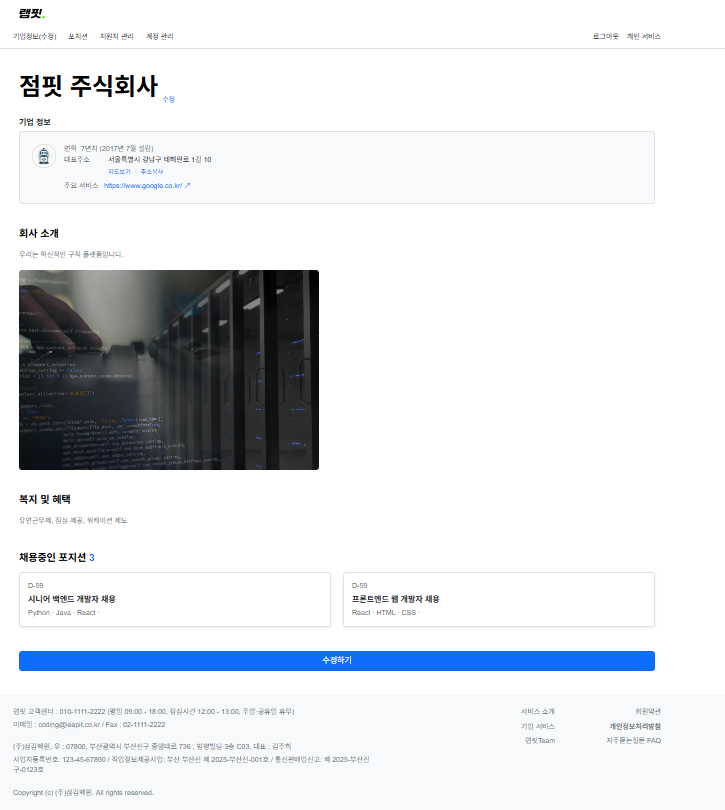 램핏.
기업정보(수정) 포지션 지원자 관리 계정 관리 로그아웃 개인 서비스
점핏 주식회사 수정
기업 정보
연혁 7년차 (2017년 7월 설립)
대표주소 서울특별시 강남구 테헤란로 1길 10
지도보기 · 주소복사
주요 서비스 https://www.google.co.kr/ ↗
회사 소개
우리는 혁신적인 구직 플랫폼입니다.
복지 및 혜택
유연근무제, 점심 제공, 워케이션 제도
채용중인 포지션 3
D-59
시니어 백엔드 개발자 채용
Python · Java · React ·
D-59
프론트엔드 웹 개발자 채용
React · HTML · CSS ·
수정하기
램핏 고객센터 : 010-1111-2222 (평일 09:00 - 18:00, 점심시간 12:00 - 13:00, 주말·공휴일 휴무)
이메일 : coding@leapit.co.kr / Fax : 02-1111-2222
(주)섬김백원, 우 : 07800, 부산광역시 부산진구 중앙대로 736 , 범향빌딩 3층 C03, 대표 : 김주희
사업자등록번호: 123-45-67890 / 직업정보제공사업: 부산 부산진 제 2025-부산진-001호 / 통신판매업신고: 제 2025-부산진
구-0123호
Copyright (c) (주)섬김백원. All rights reserved.
서비스 소개 회원약관
기업 서비스 개인정보처리방침
램핏Team 자주묻는질문 FAQ